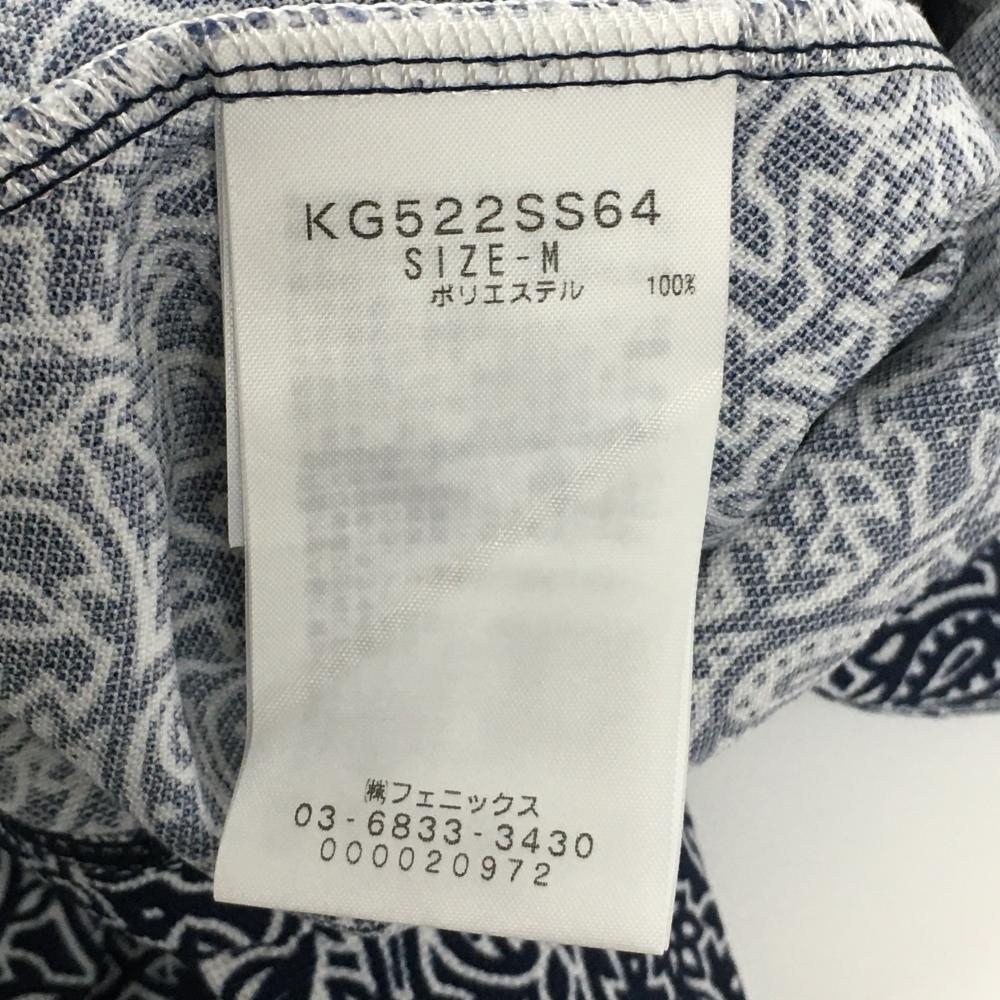 KG522SS64
SIZE-M
ポリエステル 100%
㈱フェニックス
03-6833-3430
000020972